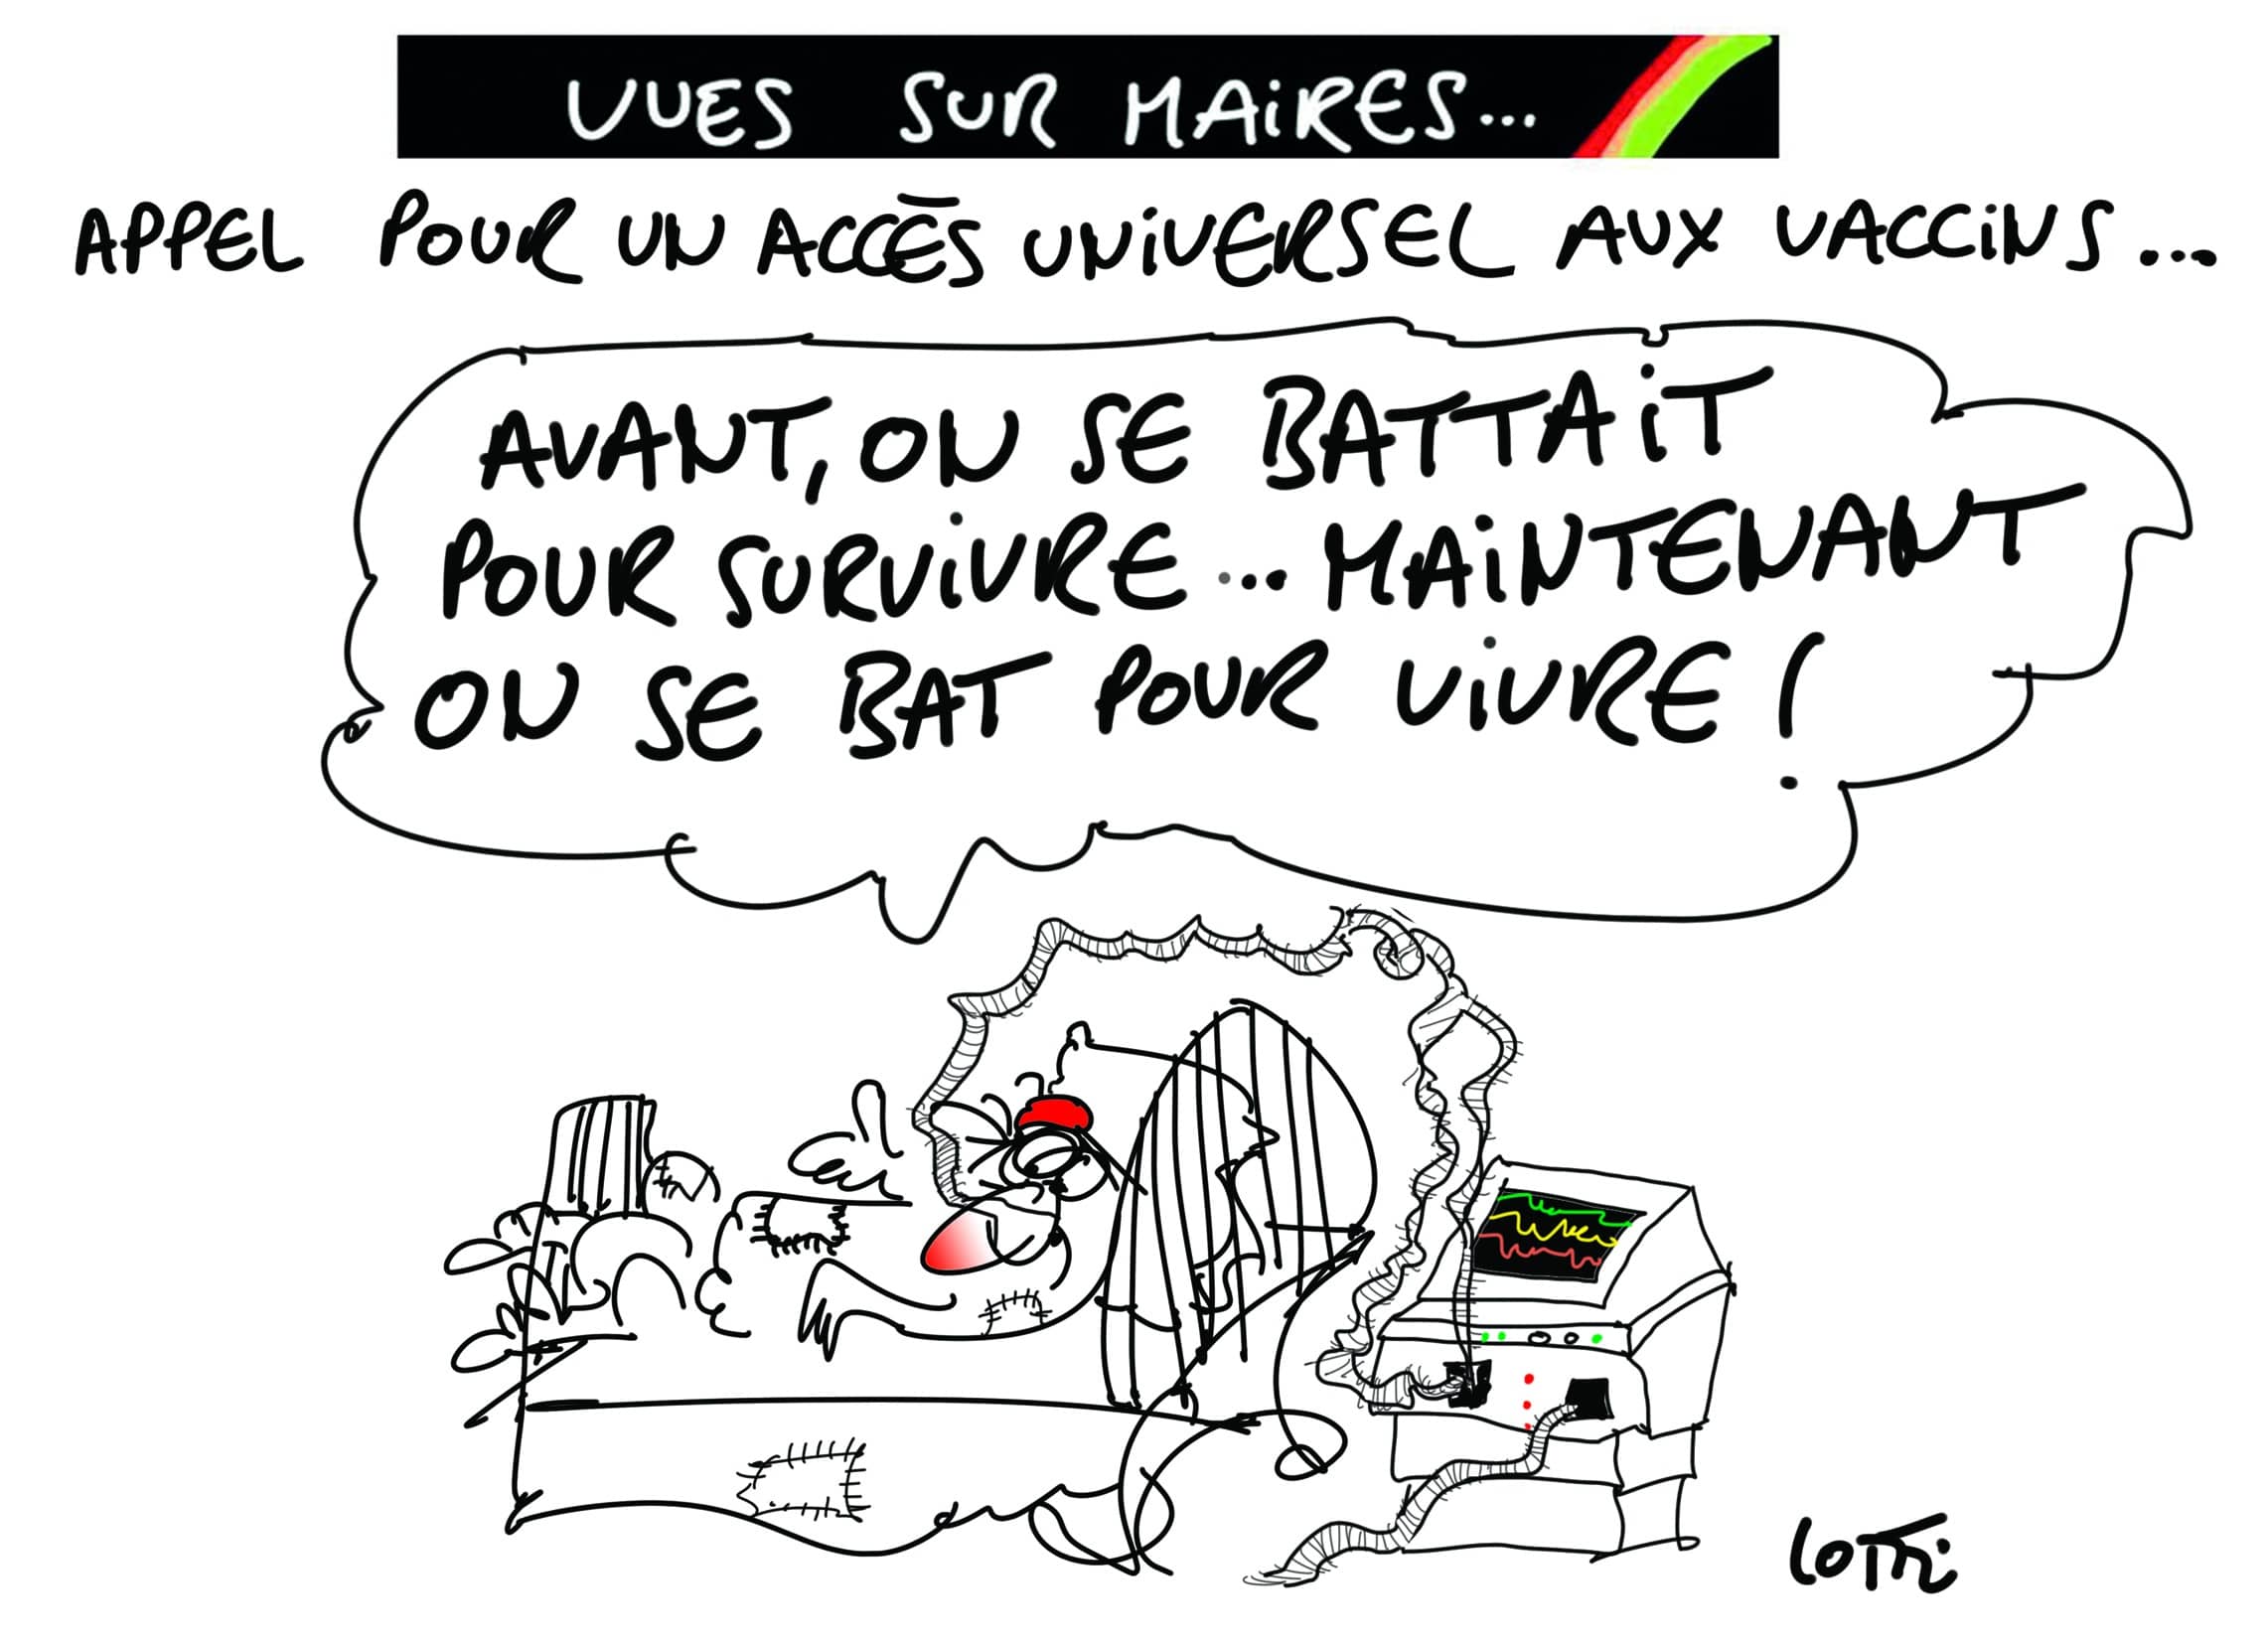 VUES SUR MAiRES...
APPEL POUR UN ACCÈS UNiVERSEL AUX VACCiNS...
AVANT, ON SE BATTAiT
POUR SURViVRE... MAiNTENANT
ON SE BAT POUR ViVRE !